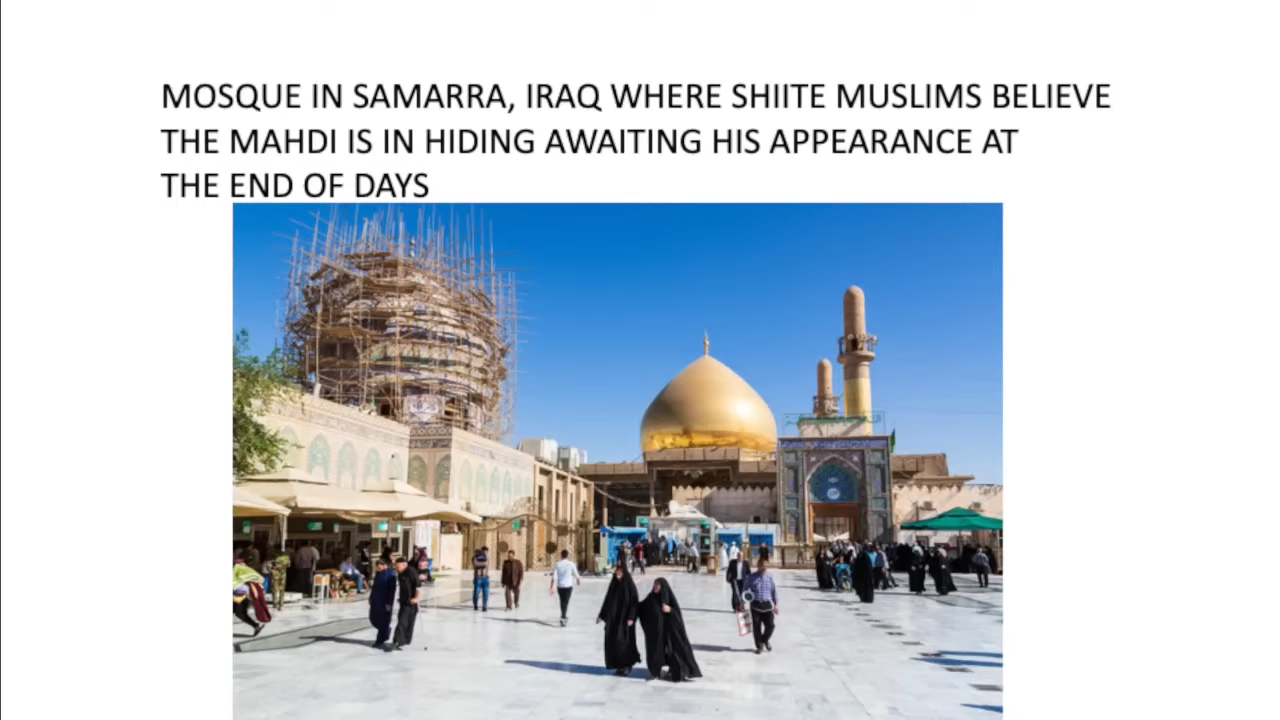 MOSQUE IN SAMARRA, IRAQ WHERE SHIITE MUSLIMS BELIEVE
THE MAHDI IS IN HIDING AWAITING HIS APPEARANCE AT
THE END OF DAYS